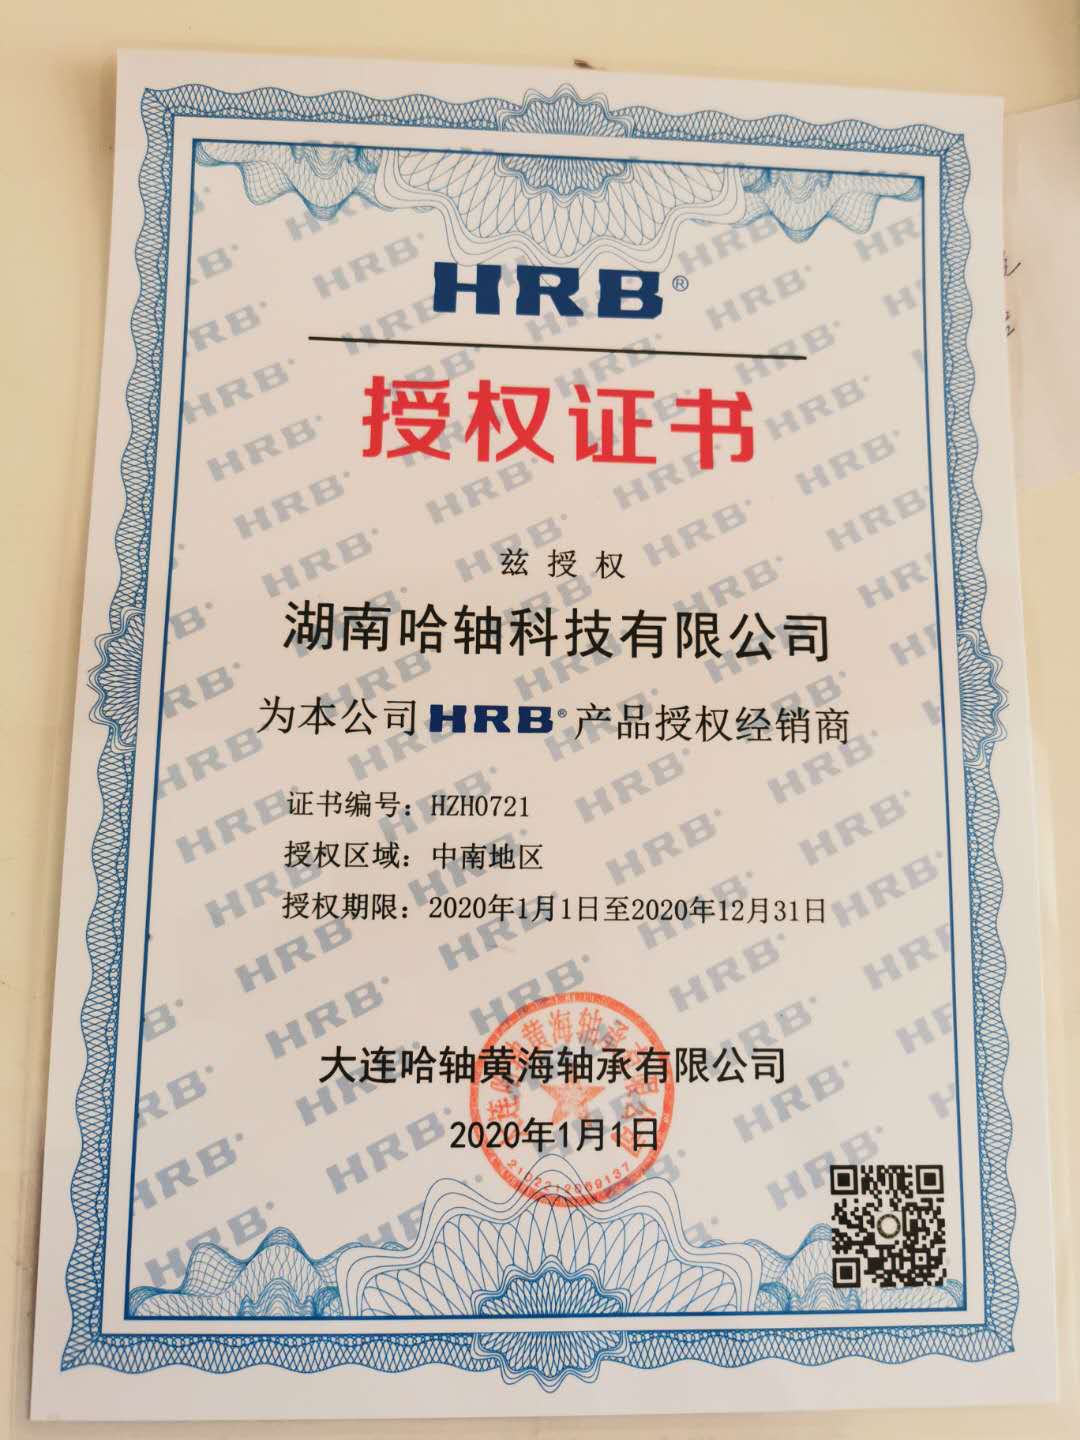 HRB®
授权证书
兹授权
湖南哈轴科技有限公司
为本公司HRB®产品授权经销商
证书编号：HZH0721
授权区域：中南地区
授权期限：2020年1月1日至2020年12月31日
大连哈轴黄海轴承有限公司
2020年1月1日